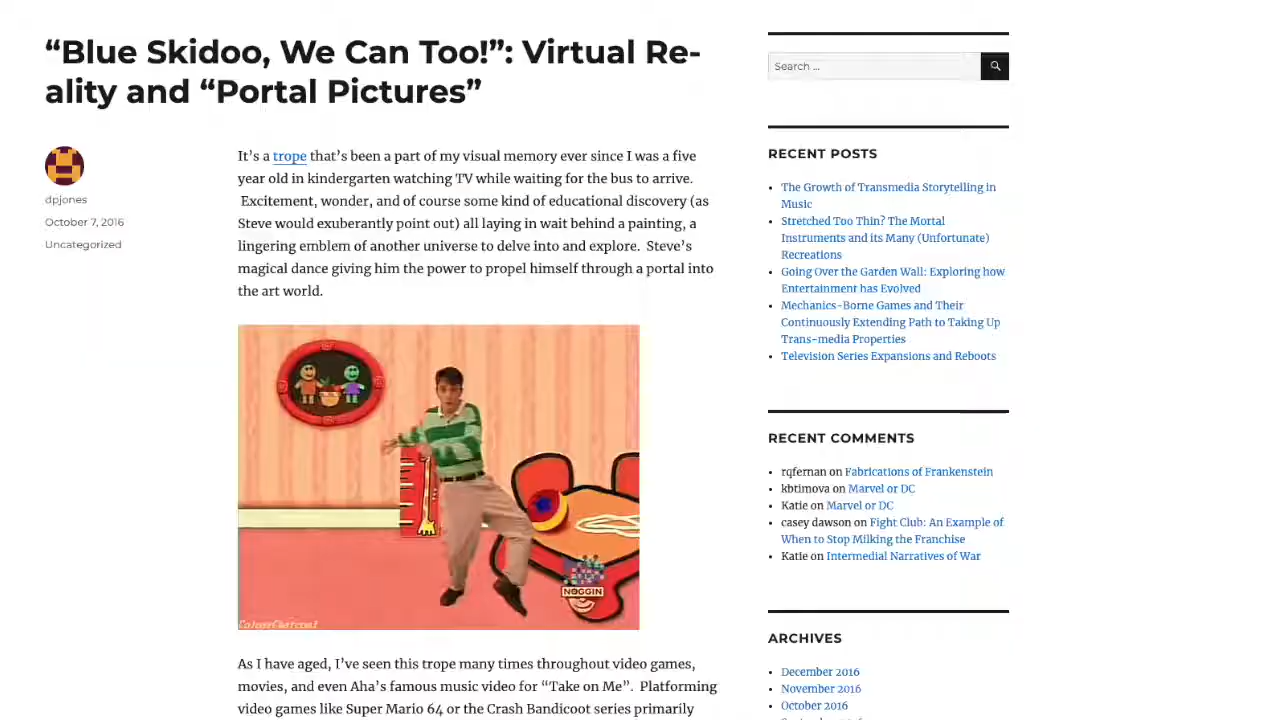 “Blue Skidoo, We Can Too!”: Virtual Re-
ality and “Portal Pictures”
dpjones
October 7, 2016
Uncategorized
It’s a trope that’s been a part of my visual memory ever since I was a five
year old in kindergarten watching TV while waiting for the bus to arrive.
Excitement, wonder, and of course some kind of educational discovery (as
Steve would exuberantly point out) all laying in wait behind a painting, a
lingering emblem of another universe to delve into and explore.  Steve’s
magical dance giving him the power to propel himself through a portal into
the art world.
NOGGIN
As I have aged, I’ve seen this trope many times throughout video games,
movies, and even Aha’s famous music video for “Take on Me”.  Platforming
video games like Super Mario 64 or the Crash Bandicoot series primarily
Search …
RECENT POSTS
The Growth of Transmedia Storytelling in
Music
Stretched Too Thin? The Mortal
Instruments and its Many (Unfortunate)
Recreations
Going Over the Garden Wall: Exploring how
Entertainment has Evolved
Mechanics-Borne Games and Their
Continuously Extending Path to Taking Up
Trans-media Properties
Television Series Expansions and Reboots
RECENT COMMENTS
rqfernan on Fabrications of Frankenstein
kbtimova on Marvel or DC
Katie on Marvel or DC
casey dawson on Fight Club: An Example of
When to Stop Milking the Franchise
Katie on Intermedial Narratives of War
ARCHIVES
December 2016
November 2016
October 2016